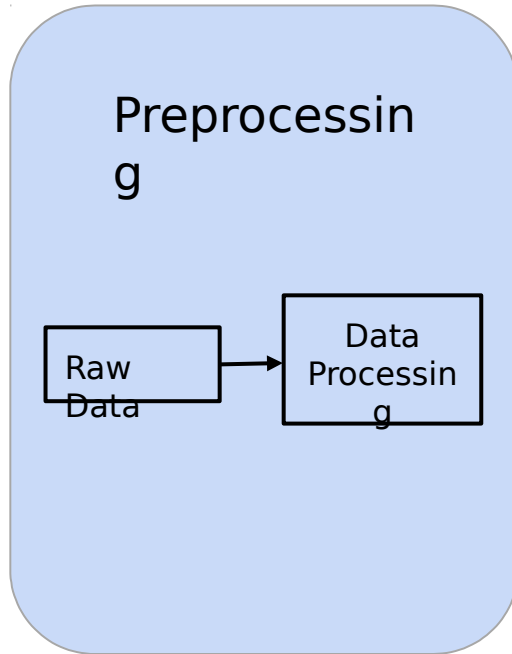 Preprocessin
g
Raw
Data
Data
Processin
g